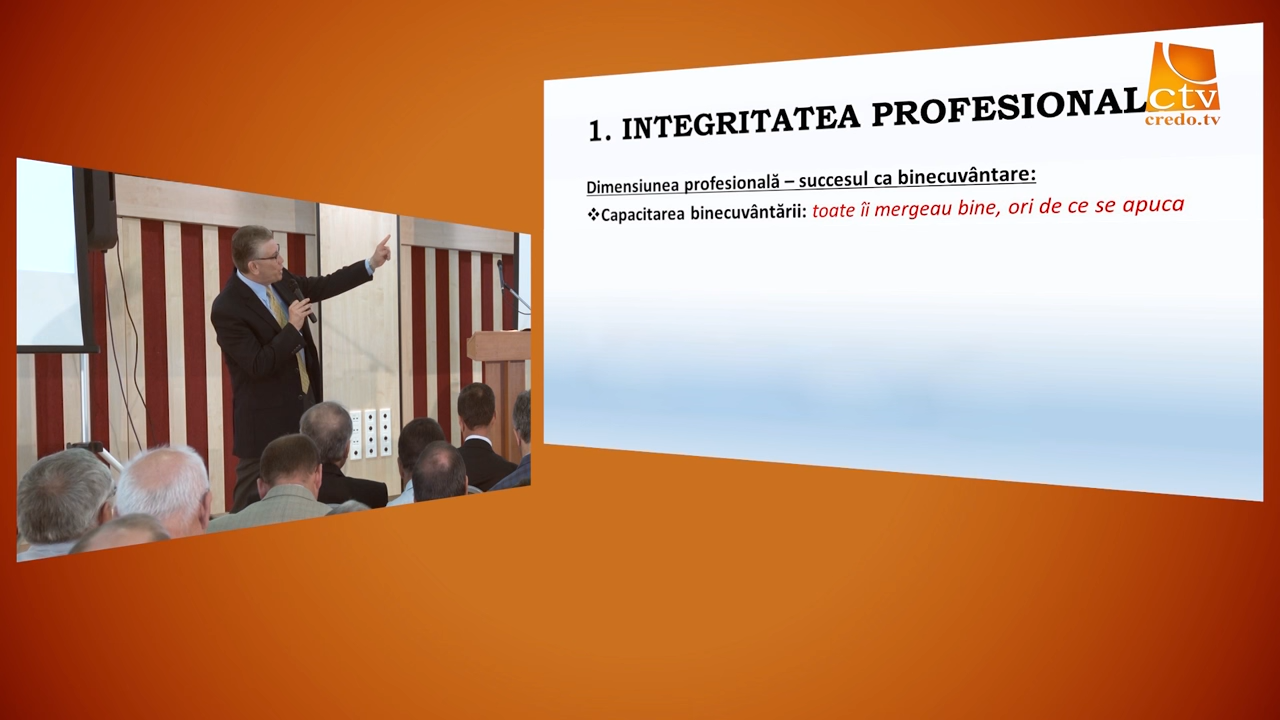 1. INTEGRITATEA PROFESIONAL
ctv
credo.tv
Dimensiunea profesională – succesul ca binecuvântare:
❖Capacitarea binecuvântării: toate îi mergeau bine, ori de ce se apuca